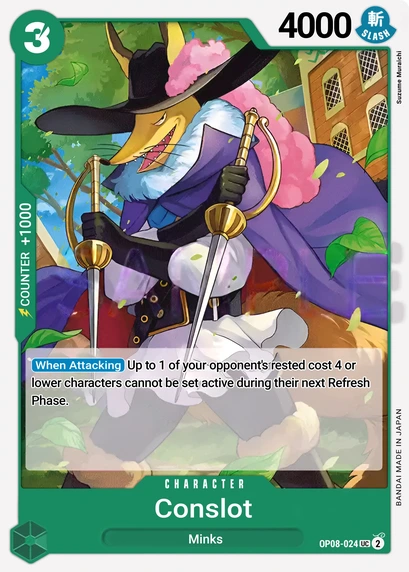 3
4000
斬
SLASH
Suzume Muraichi
COUNTER +1000
SAMPLE
When Attacking Up to 1 of your opponent's rested cost 4 or
lower characters cannot be set active during their next Refresh
Phase.
BANDAI MADE IN JAPAN
CHARACTER
Conslot
Minks
OP08-024 UC 2